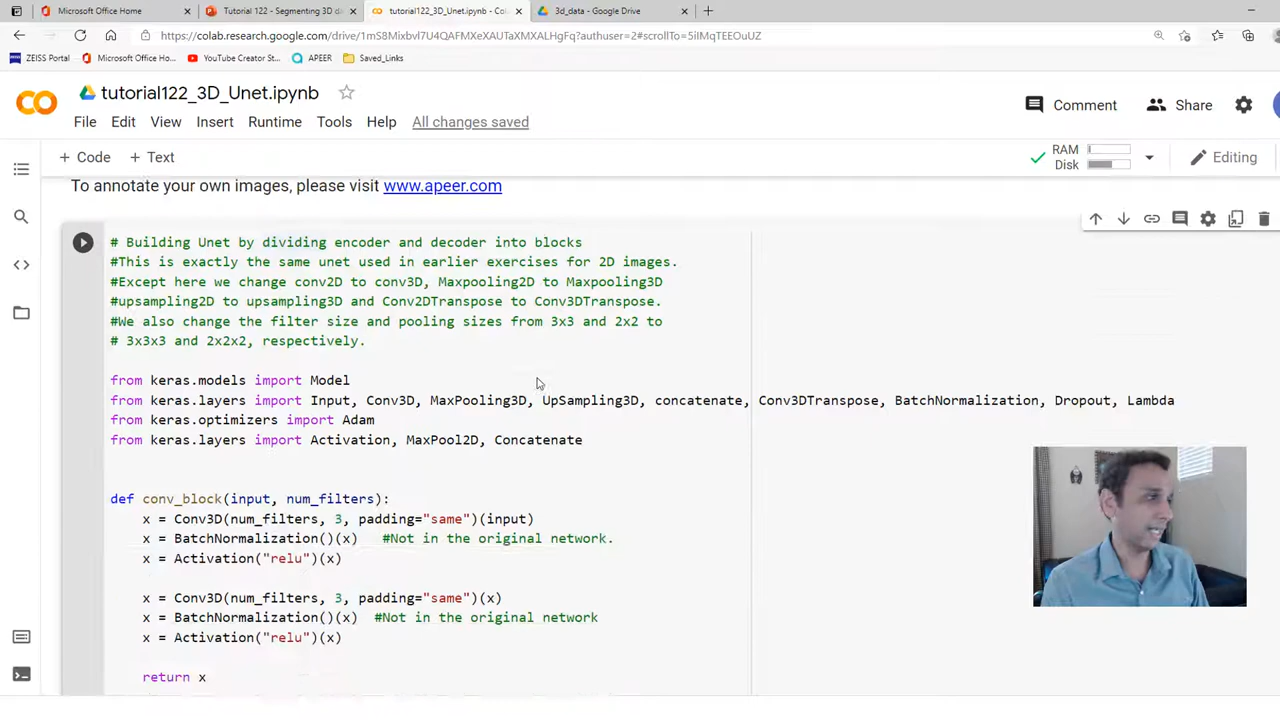 Microsoft Office Home
Tutorial 122 - Segmenting 3D da
tutorial122_3D_Unet.ipynb - Col
3d_data - Google Drive
https://colab.research.google.com/drive/1mS8Mixbvl7U4QAFMXeXAUTaXMXALHgFq?authuser=2#scrollTo=5iIMqTEEOuUZ
ZEISS Portal
Microsoft Office Ho...
YouTube Creator St...
APEER
Saved_Links
tutorial122_3D_Unet.ipynb
Comment
Share
File Edit View Insert Runtime Tools Help All changes saved
+ Code + Text
RAM
Disk
Editing
To annotate your own images, please visit www.apeer.com
# Building Unet by dividing encoder and decoder into blocks
#This is exactly the same unet used in earlier exercises for 2D images.
#Except here we change conv2D to conv3D, Maxpooling2D to Maxpooling3D
#upsampling2D to upsampling3D and Conv2DTranspose to Conv3DTranspose.
#We also change the filter size and pooling sizes from 3x3 and 2x2 to
# 3x3x3 and 2x2x2, respectively.
from keras.models import Model
from keras.layers import Input, Conv3D, MaxPooling3D, UpSampling3D, concatenate, Conv3DTranspose, BatchNormalization, Dropout, Lambda
from keras.optimizers import Adam
from keras.layers import Activation, MaxPool2D, Concatenate
def conv_block(input, num_filters):
x = Conv3D(num_filters, 3, padding="same")(input)
x = BatchNormalization()(x) #Not in the original network.
x = Activation("relu")(x)
x = Conv3D(num_filters, 3, padding="same")(x)
x = BatchNormalization()(x) #Not in the original network
x = Activation("relu")(x)
return x